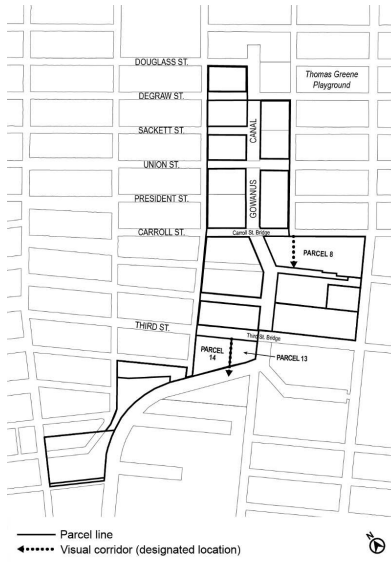 DOUGLASS ST.
Thomas Greene
Playground
DEGRAW ST.
SACKETT ST.
CANAL
UNION ST.
PRESIDENT ST.
GOWANUS
CARROLL ST.
Carroll St. Bridge
PARCEL 8
THIRD ST.
Third St. Bridge
PARCEL
14
PARCEL 13
Parcel line
Visual corridor (designated location)
N